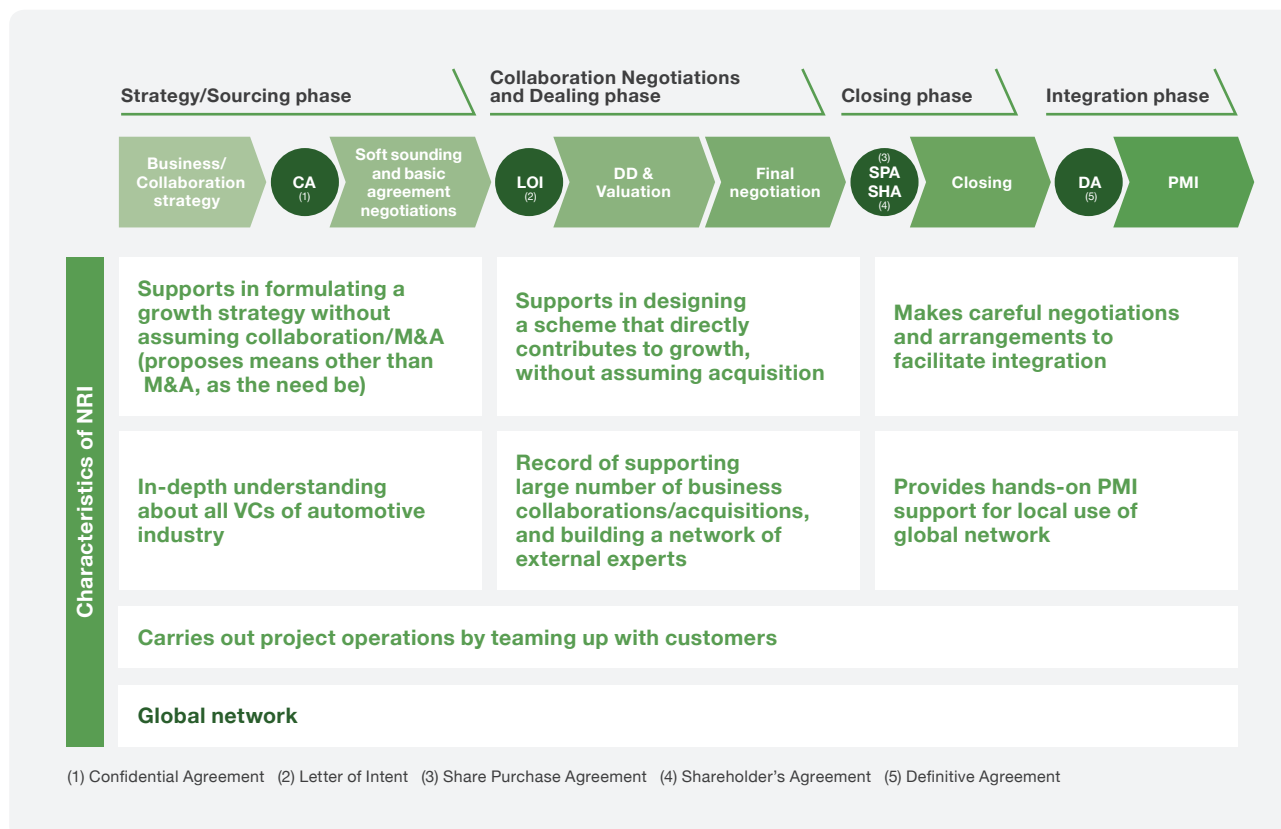 Strategy/Sourcing phase
Collaboration Negotiations
and Dealing phase
Closing phase
Integration phase
Business/
Collaboration
strategy
CA
(1)
Soft sounding
and basic
agreement
negotiations
LOI
(2)
DD &
Valuation
Final
negotiation
(3)
SPA
SHA
(4)
Closing
DA
(5)
PMI
Characteristics of NRI
Supports in formulating a
growth strategy without
assuming collaboration/M&A
(proposes means other than
M&A, as the need be)
Supports in designing
a scheme that directly
contributes to growth,
without assuming acquisition
Makes careful negotiations
and arrangements to
facilitate integration
In-depth understanding
about all VCs of automotive
industry
Record of supporting
large number of business
collaborations/acquisitions,
and building a network of
external experts
Provides hands-on PMI
support for local use of
global network
Carries out project operations by teaming up with customers
Global network
(1) Confidential Agreement (2) Letter of Intent (3) Share Purchase Agreement (4) Shareholder’s Agreement (5) Definitive Agreement